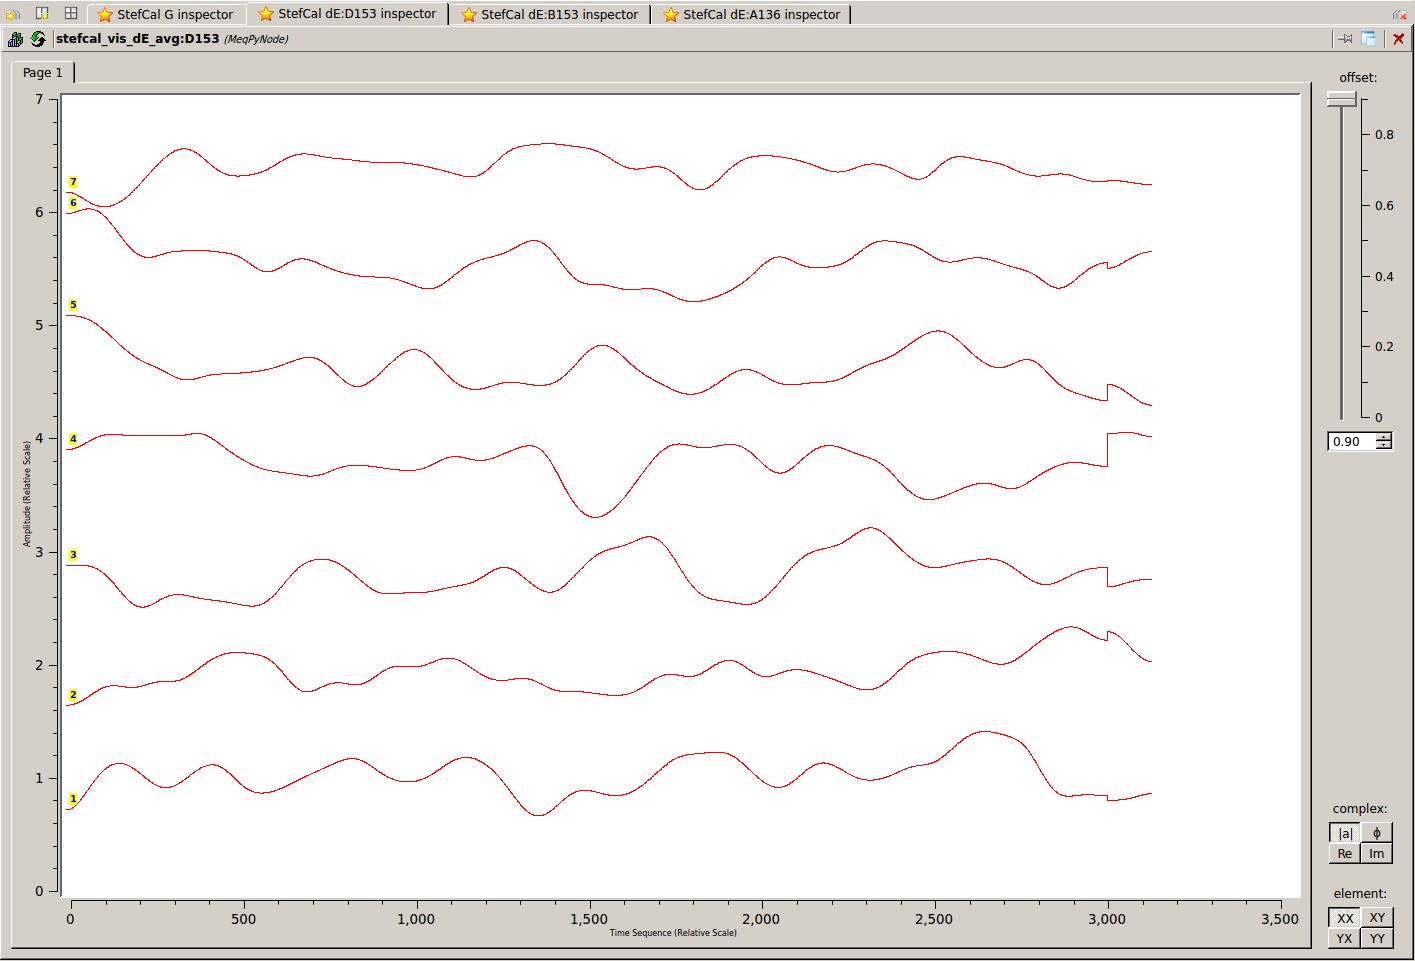 StefCal G inspector
StefCal dE:D153 inspector
StefCal dE:B153 inspector
StefCal dE:A136 inspector
stefcal_vis_dE_avg:D153 (MeqPyNode)
Page 1
offset:
7
6
5
4
3
2
1
0
Amplitude (Relative Scale)
7
6
5
4
3
2
1
0
500
1,000
1,500
2,000
2,500
3,000
3,500
Time Sequence (Relative Scale)
0.8
0.6
0.4
0.2
0
0.90
complex:
|a| ϕ
Re Im
element:
XX XY
YX YY